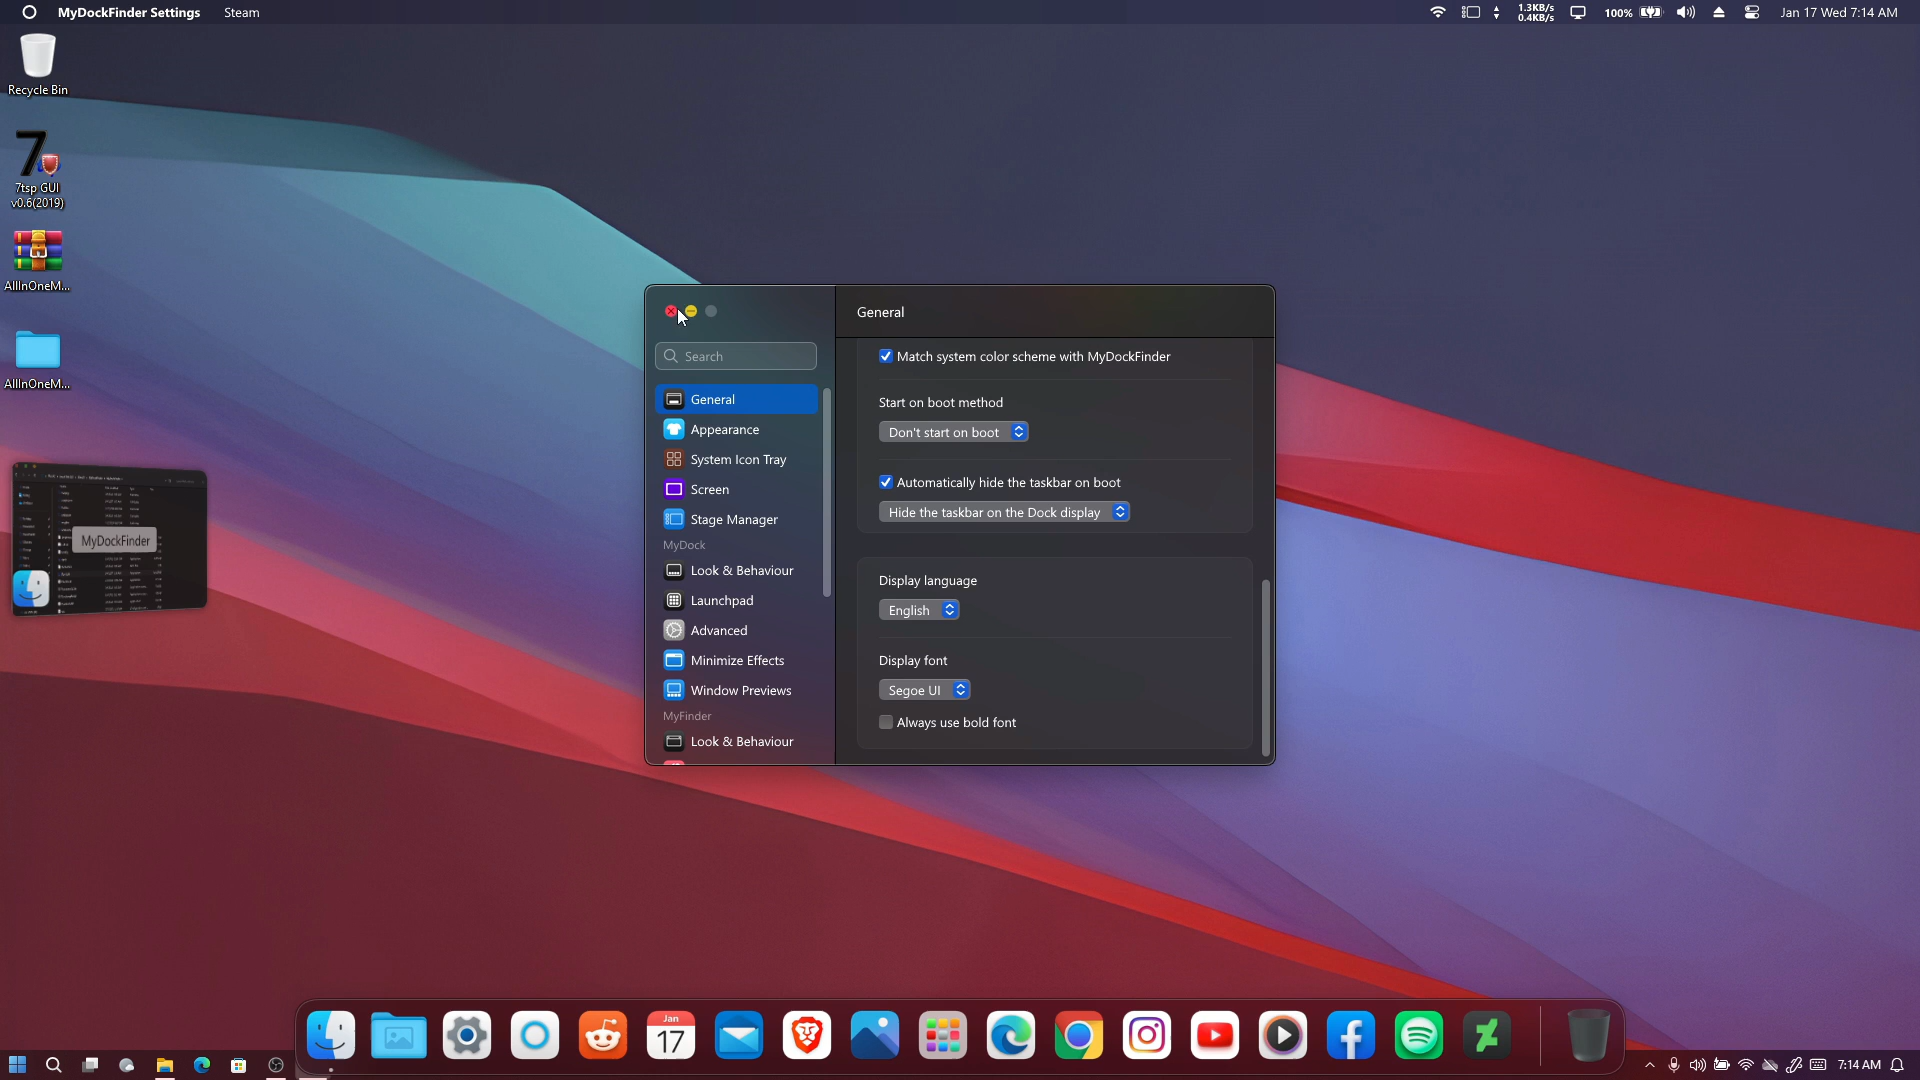 MyDockFinder Settings Steam
1.3KB/s
0.4KB/s
100%
Jan 17 Wed 7:14 AM
Recycle Bin
7
7tsp GUI
v0.6(2019)
AllInOneM...
AllInOneM...
MyDockFinder
General
Search
General
Appearance
System Icon Tray
Screen
Stage Manager
MyDock
Look & Behaviour
Launchpad
Advanced
Minimize Effects
Window Previews
MyFinder
Look & Behaviour
Match system color scheme with MyDockFinder
Start on boot method
Don't start on boot
Automatically hide the taskbar on boot
Hide the taskbar on the Dock display
Display language
English
Display font
Segoe UI
Always use bold font
Jan
17
7:14 AM